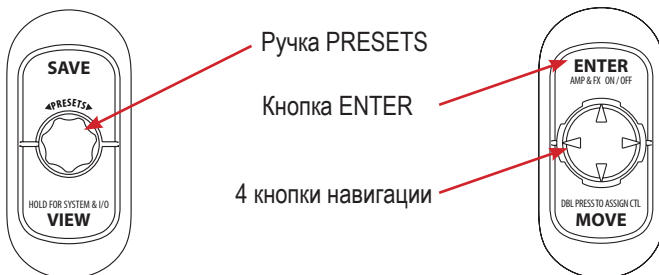 SAVE
◄PRESETS►
HOLD FOR SYSTEM & I/O
VIEW
Ручка PRESETS
Кнопка ENTER
4 кнопки навигации
ENTER
AMP & FX ON / OFF
DBL PRESS TO ASSIGN CTL
MOVE